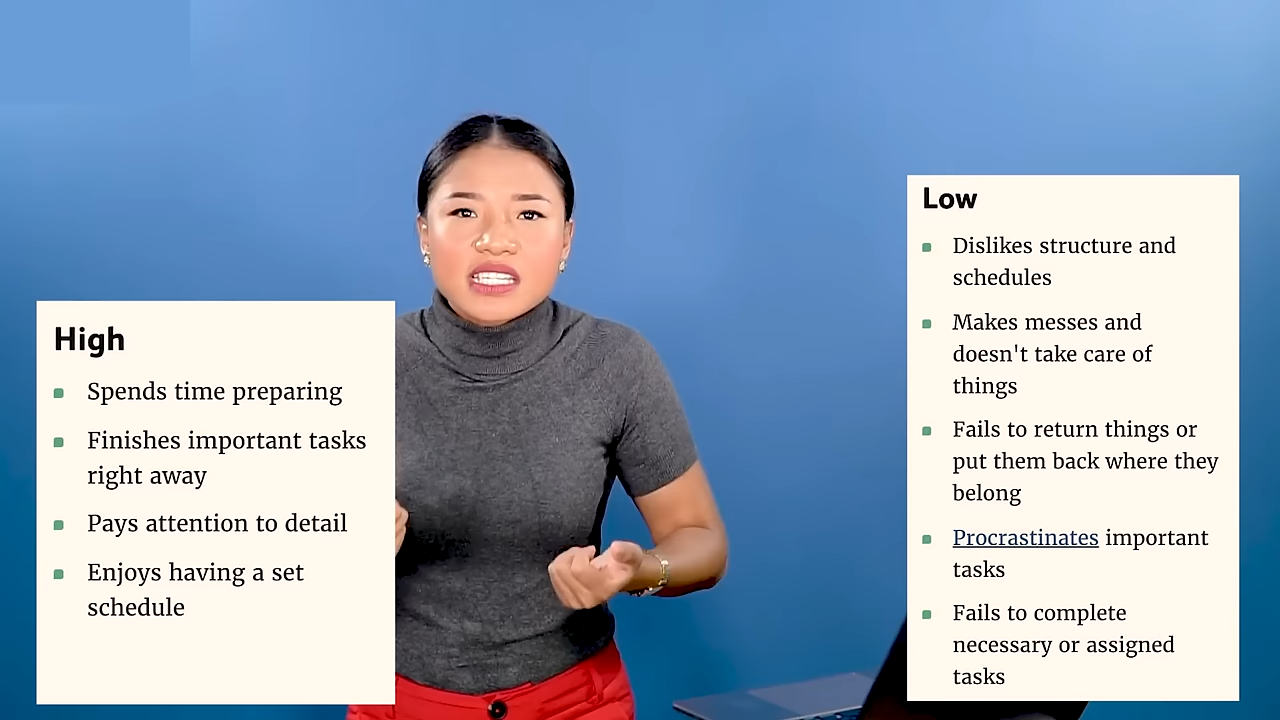 High
Spends time preparing
Finishes important tasks
right away
Pays attention to detail
Enjoys having a set
schedule
Low
Dislikes structure and
schedules
Makes messes and
doesn't take care of
things
Fails to return things or
put them back where they
belong
Procrastinates important
tasks
Fails to complete
necessary or assigned
tasks